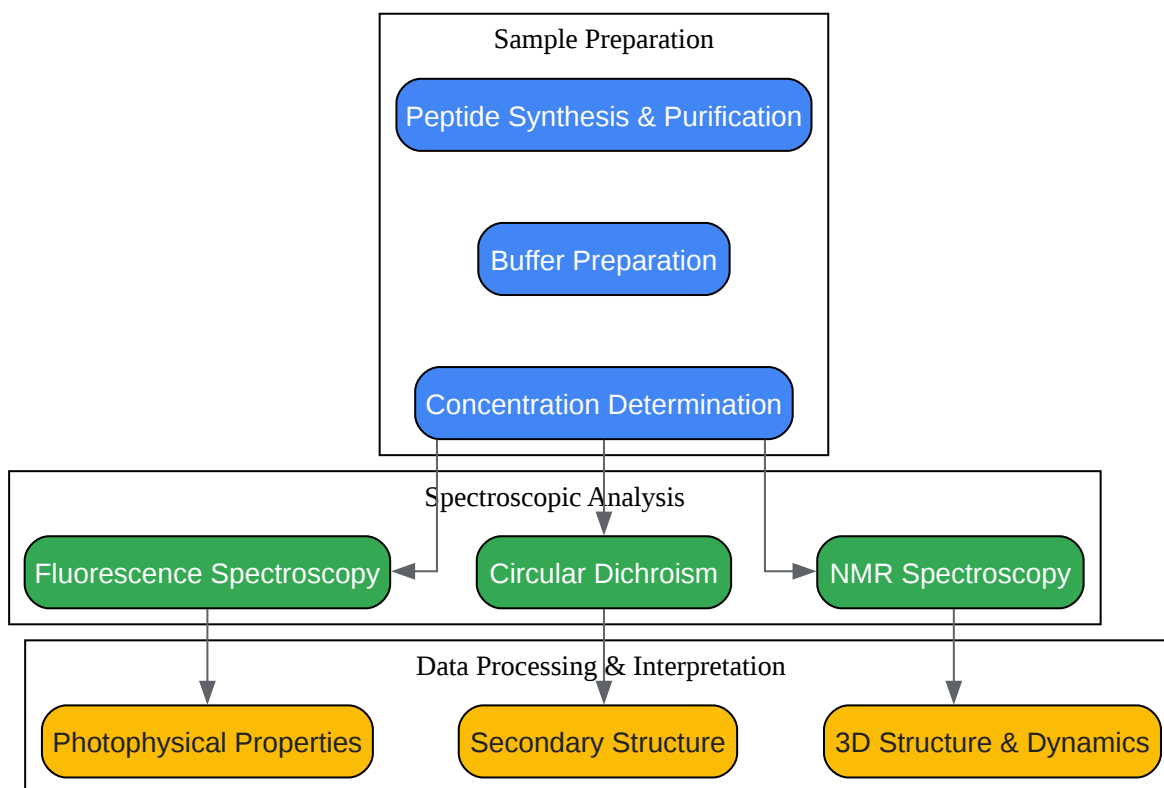 Sample Preparation
Peptide Synthesis & Purification
Buffer Preparation
Concentration Determination
Spectroscopic Analysis
Fluorescence Spectroscopy
Circular Dichroism
NMR Spectroscopy
Data Processing & Interpretation
Photophysical Properties
Secondary Structure
3D Structure & Dynamics